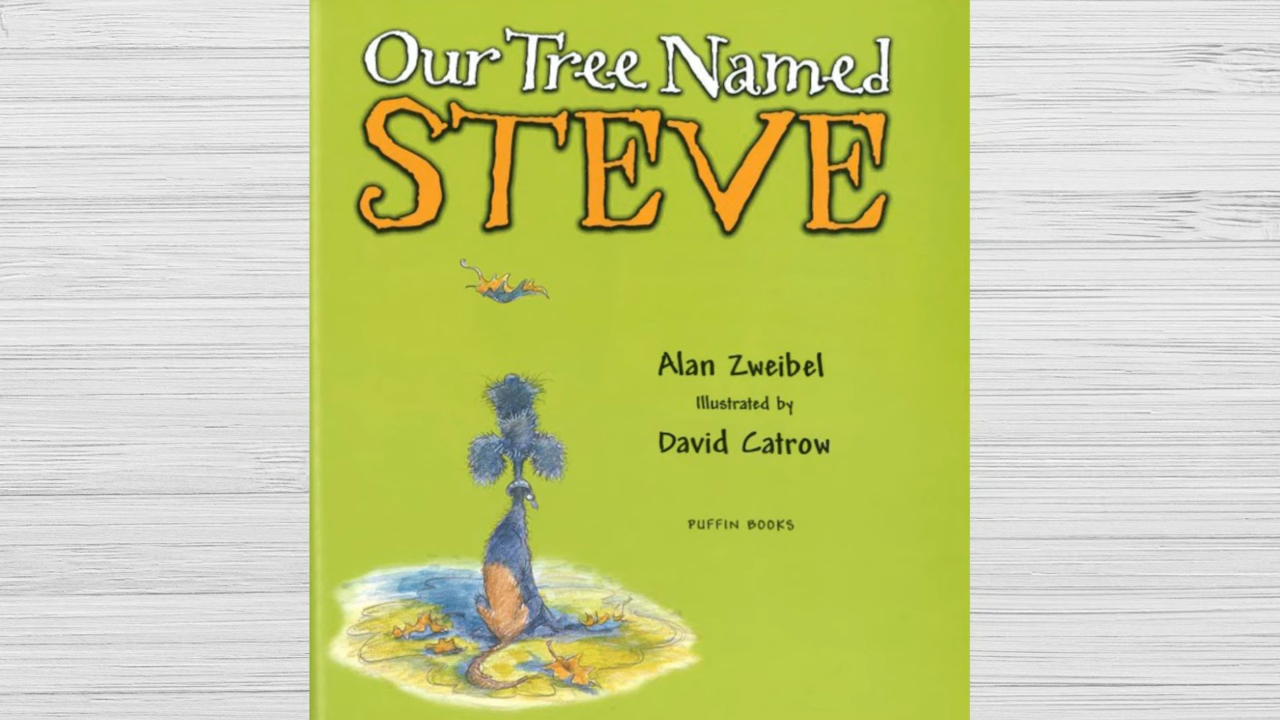 Our Tree Named
STEVE
Alan Zweibel
Illustrated by
David Catrow
PUFFIN BOOKS